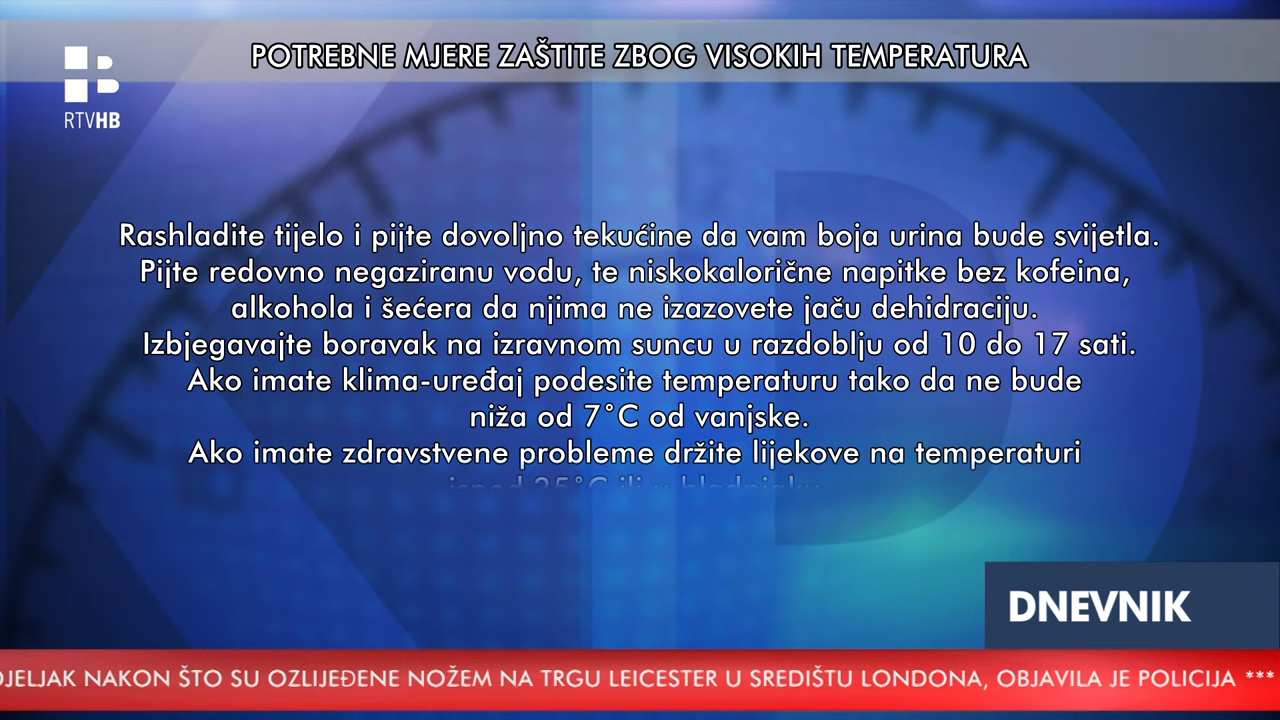 POTREBNE MJERE ZAŠTITE ZBOG VISOKIH TEMPERATURA
RTVHB
Rashladite tijelo i pijte dovoljno tekućine da vam boja urina bude svijetla.
Pijte redovno negaziranu vodu, te niskokalorične napitke bez kofeina,
alkohola i šećera da njima ne izazovete jaču dehidraciju.
Izbjegavajte boravak na izravnom suncu u razdoblju od 10 do 17 sati.
Ako imate klima-uređaj podesite temperaturu tako da ne bude
niža od 7°C od vanjske.
Ako imate zdravstvene probleme držite lijekove na temperaturi
DNEVNIK
NAKON ŠTO SU OZLIJEĐENE NOŽEM NA TRGU LEICESTER U SREDIŠTU LONDONA, OBJAVILA JE POLICIJA ***